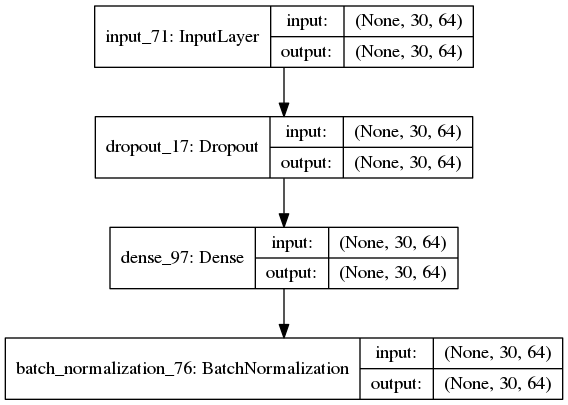 input_71: InputLayer
input: (None, 30, 64)
output: (None, 30, 64)
dropout_17: Dropout
input: (None, 30, 64)
output: (None, 30, 64)
dense_97: Dense
input: (None, 30, 64)
output: (None, 30, 64)
batch_normalization_76: BatchNormalization
input: (None, 30, 64)
output: (None, 30, 64)